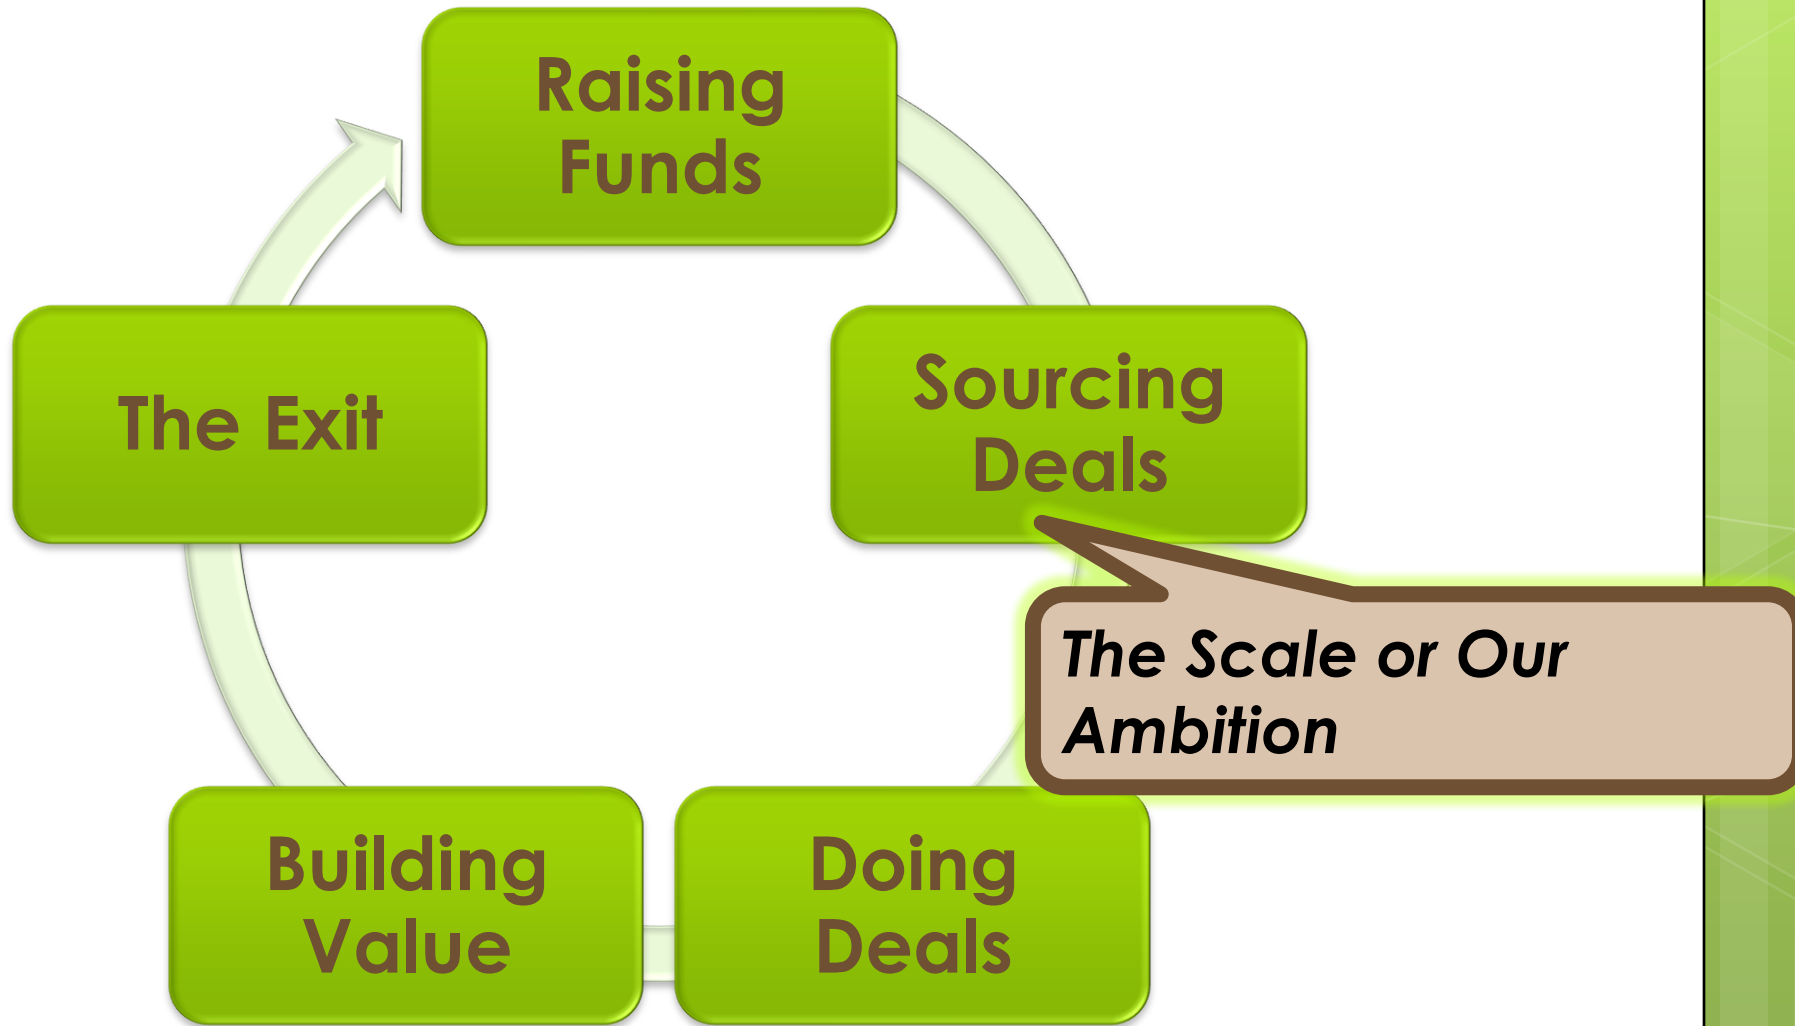 Raising
Funds
Sourcing
Deals
The Scale or Our
Ambition
Doing
Deals
Building
Value
The Exit